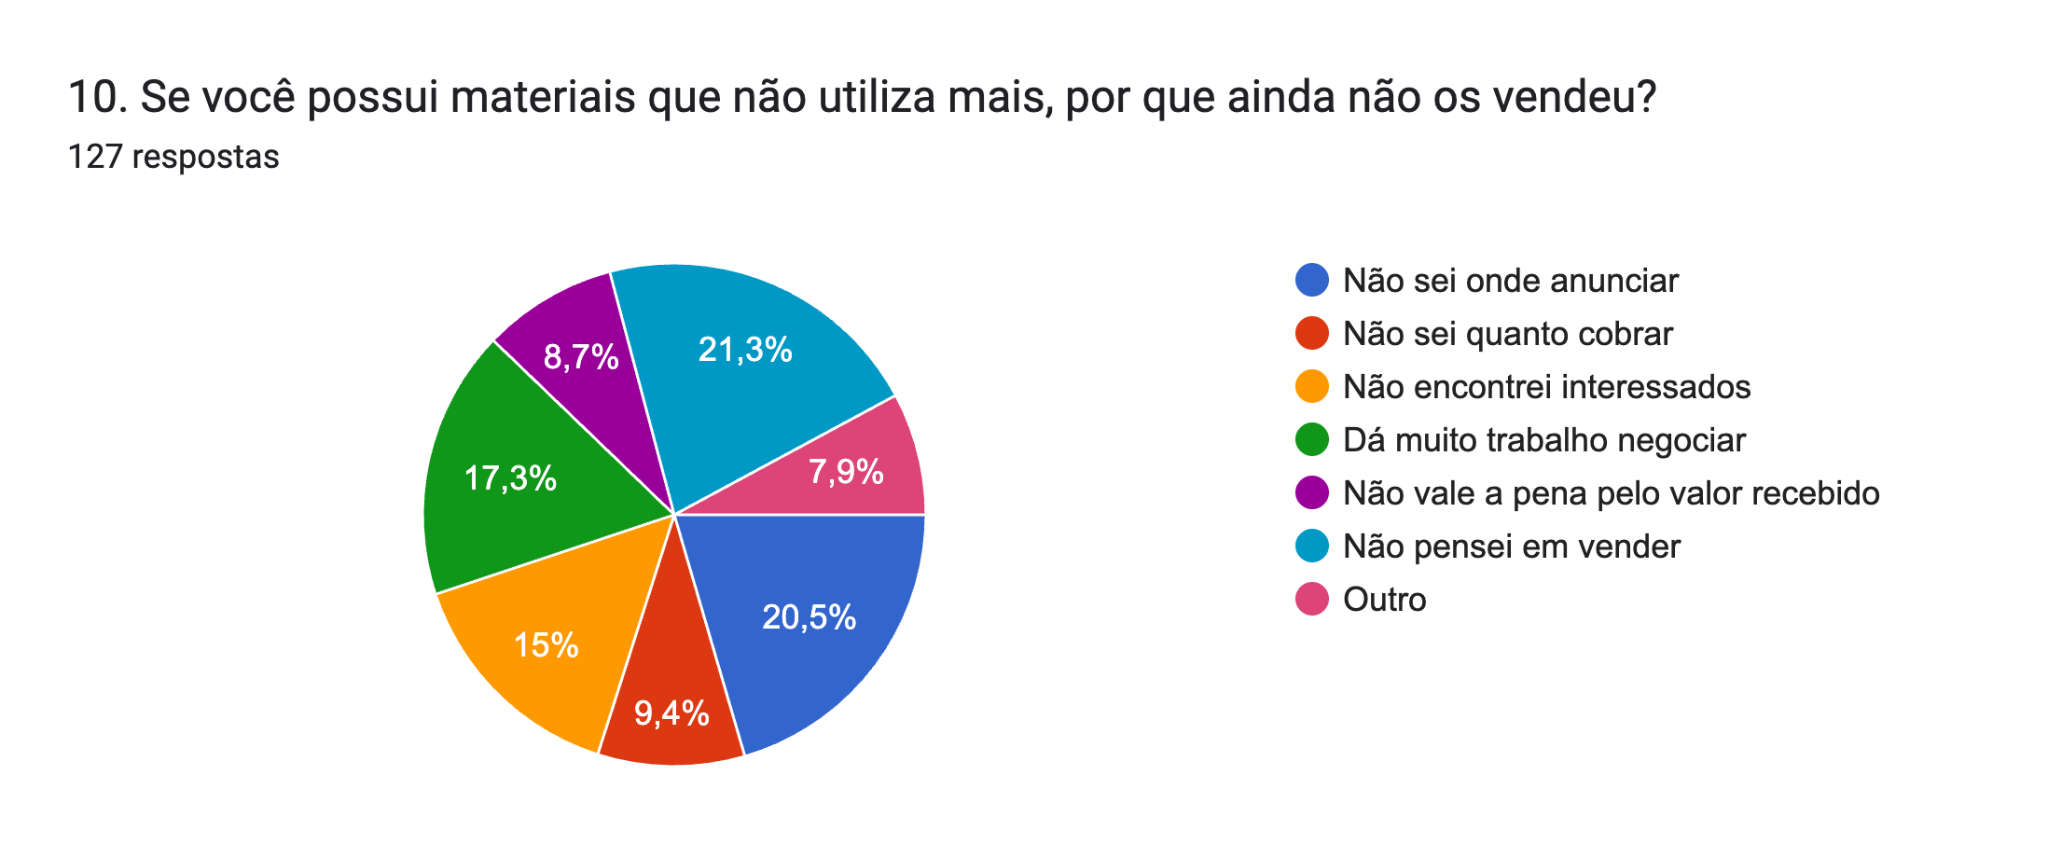 10. Se você possui materiais que não utiliza mais, por que ainda não os vendeu?
127 respostas
8,7%
21,3%
17,3%
7,9%
15%
20,5%
9,4%
Não sei onde anunciar
Não sei quanto cobrar
Não encontrei interessados
Dá muito trabalho negociar
Não vale a pena pelo valor recebido
Não pensei em vender
Outro